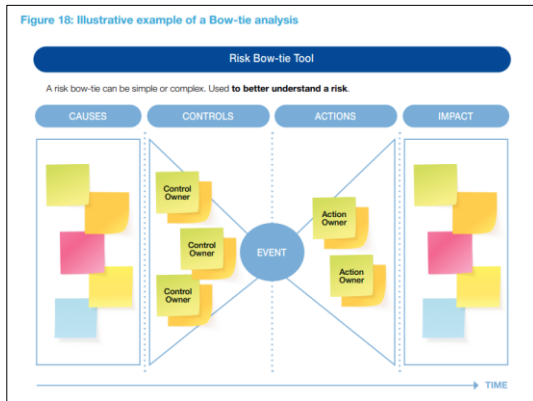 Figure 18: Illustrative example of a Bow-tie analysis
Risk Bow-tie Tool
A risk bow-tie can be simple or complex. Used to better understand a risk.
CAUSES
CONTROLS
ACTIONS
IMPACT
Control
Owner
Control
Owner
Control
Owner
EVENT
Action
Owner
Action
Owner
TIME